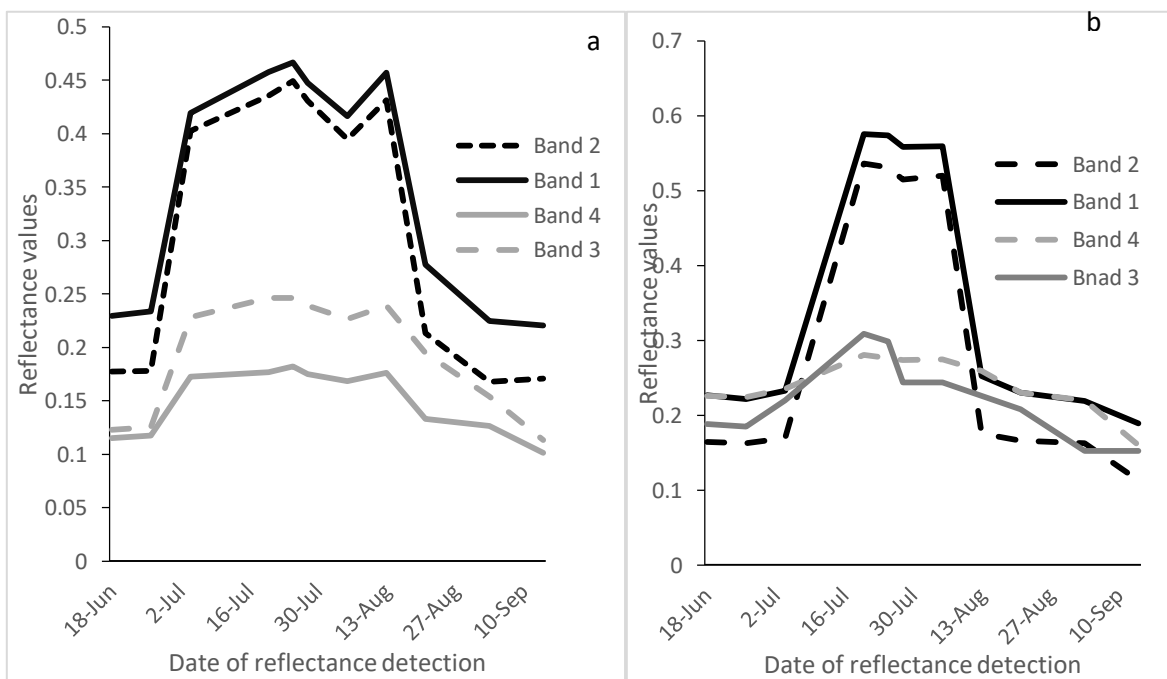 a
0.5
0.45
0.4
0.35
0.3
0.25
0.2
0.15
0.1
0.05
0
Reflectance values
Band 2
Band 1
Band 4
Band 3
18-Jun
2-Jul
16-Jul
30-Jul
13-Aug
27-Aug
10-Sep
Date of reflectance detection
b
0.7
0.6
0.5
0.4
0.3
0.2
0.1
0
Reflectance values
Band 2
Band 1
Band 4
Bnad 3
18-Jun
2-Jul
16-Jul
30-Jul
13-Aug
27-Aug
10-Sep
Date of reflectance detection